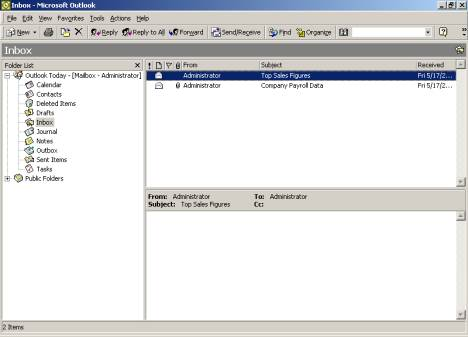 Inbox - Microsoft Outlook
File Edit View Favorites Tools Actions Help
New Reply Reply to All Forward Send/Receive Find Organize
Inbox
Folder List
Outlook Today - [Mailbox - Administrator]
Calendar
Contacts
Deleted Items
Drafts
Inbox
Journal
Notes
Outbox
Sent Items
Tasks
Public Folders
! From Subject Received
Administrator Top Sales Figures Fri 5/17/2...
Administrator Company Payroll Data Fri 5/17/2...
From: Administrator To: Administrator
Subject: Top Sales Figures Cc:
2 Items